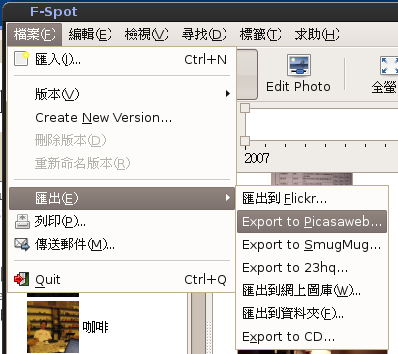 F-Spot
檔案(F) 編輯(E) 檢視(V) 尋找(D) 標籤(T) 求助(H)
匯入(I)... Ctrl+N
版本(V)
Create New Version...
刪除版本(D)
重新命名版本(R)
匯出(E)
列印(P)...
傳送郵件(M)...
Quit Ctrl+Q
Edit Photo
全螢
2007
匯出到 Flickr...
Export to Picasaweb...
Export to SmugMug...
Export to 23hq...
匯出到網上圖庫(W)...
匯出到資料夾(F)...
Export to CD...
咖啡